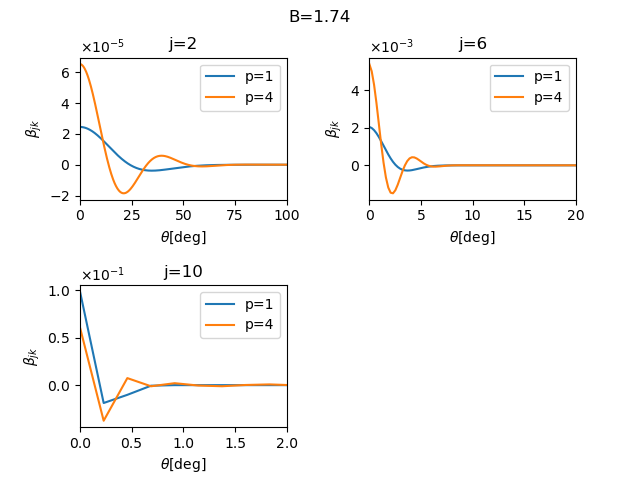 B=1.74
×10⁻⁵
j=2
6
4
2
0
−2
β_jk
p=1
p=4
0 25 50 75 100
θ[deg]
×10⁻³
j=6
4
2
0
β_jk
p=1
p=4
0 5 10 15 20
θ[deg]
×10⁻¹
j=10
1.0
0.5
0.0
β_jk
p=1
p=4
0.0 0.5 1.0 1.5 2.0
θ[deg]